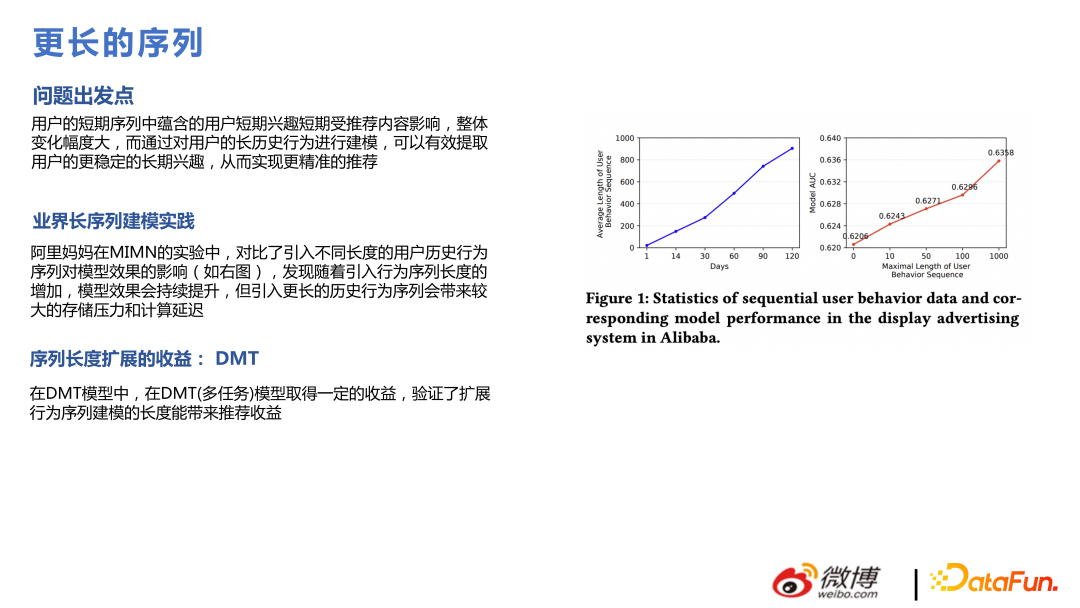 更长的序列
问题出发点
用户的短期序列中蕴含的用户短期兴趣短期受推荐内容影响，整体
变化幅度大，而通过对用户的长历史行为进行建模，可以有效提取
用户的更稳定的长期兴趣，从而实现更精准的推荐
业界长序列建模实践
阿里妈妈在MIMN的实验中，对比了引入不同长度的用户历史行为
序列对模型效果的影响（如右图），发现随着引入行为序列长度的
增加，模型效果会持续提升，但引入更长的历史行为序列会带来较
大的存储压力和计算延迟
序列长度扩展的收益： DMT
在DMT模型中，在DMT(多任务)模型取得一定的收益，验证了扩展
行为序列建模的长度能带来推荐收益
Average Length of User
Behavior Sequence
1000
800
600
400
200
0
1 14 30 60 90 120
Days
Model AUC
0.640
0.636
0.632
0.628
0.624
0.620
0.6206
0.6243
0.6271
0.6296
0.6358
0 10 50 100 1000
Maximal Length of User
Behavior Sequence
Figure 1: Statistics of sequential user behavior data and cor-
responding model performance in the display advertising
system in Alibaba.
微博
weibo.com
DataFun.